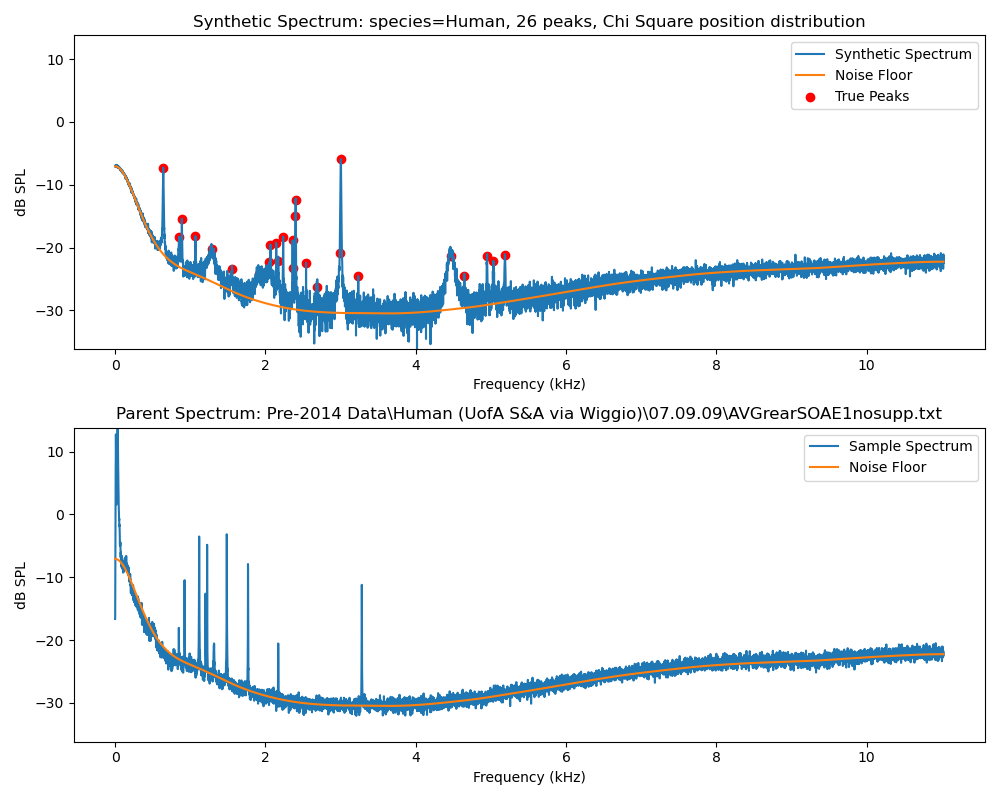 Synthetic Spectrum: species=Human, 26 peaks, Chi Square position distribution
10
0
−10
−20
−30
dB SPL
Synthetic Spectrum
Noise Floor
True Peaks
0 2 4 6 8 10
Frequency (kHz)
Parent Spectrum: Pre-2014 Data\Human (UofA S&A via Wiggio)\07.09.09\AVGrearSOAE1nosupp.txt
10
0
−10
−20
−30
dB SPL
Sample Spectrum
Noise Floor
0 2 4 6 8 10
Frequency (kHz)